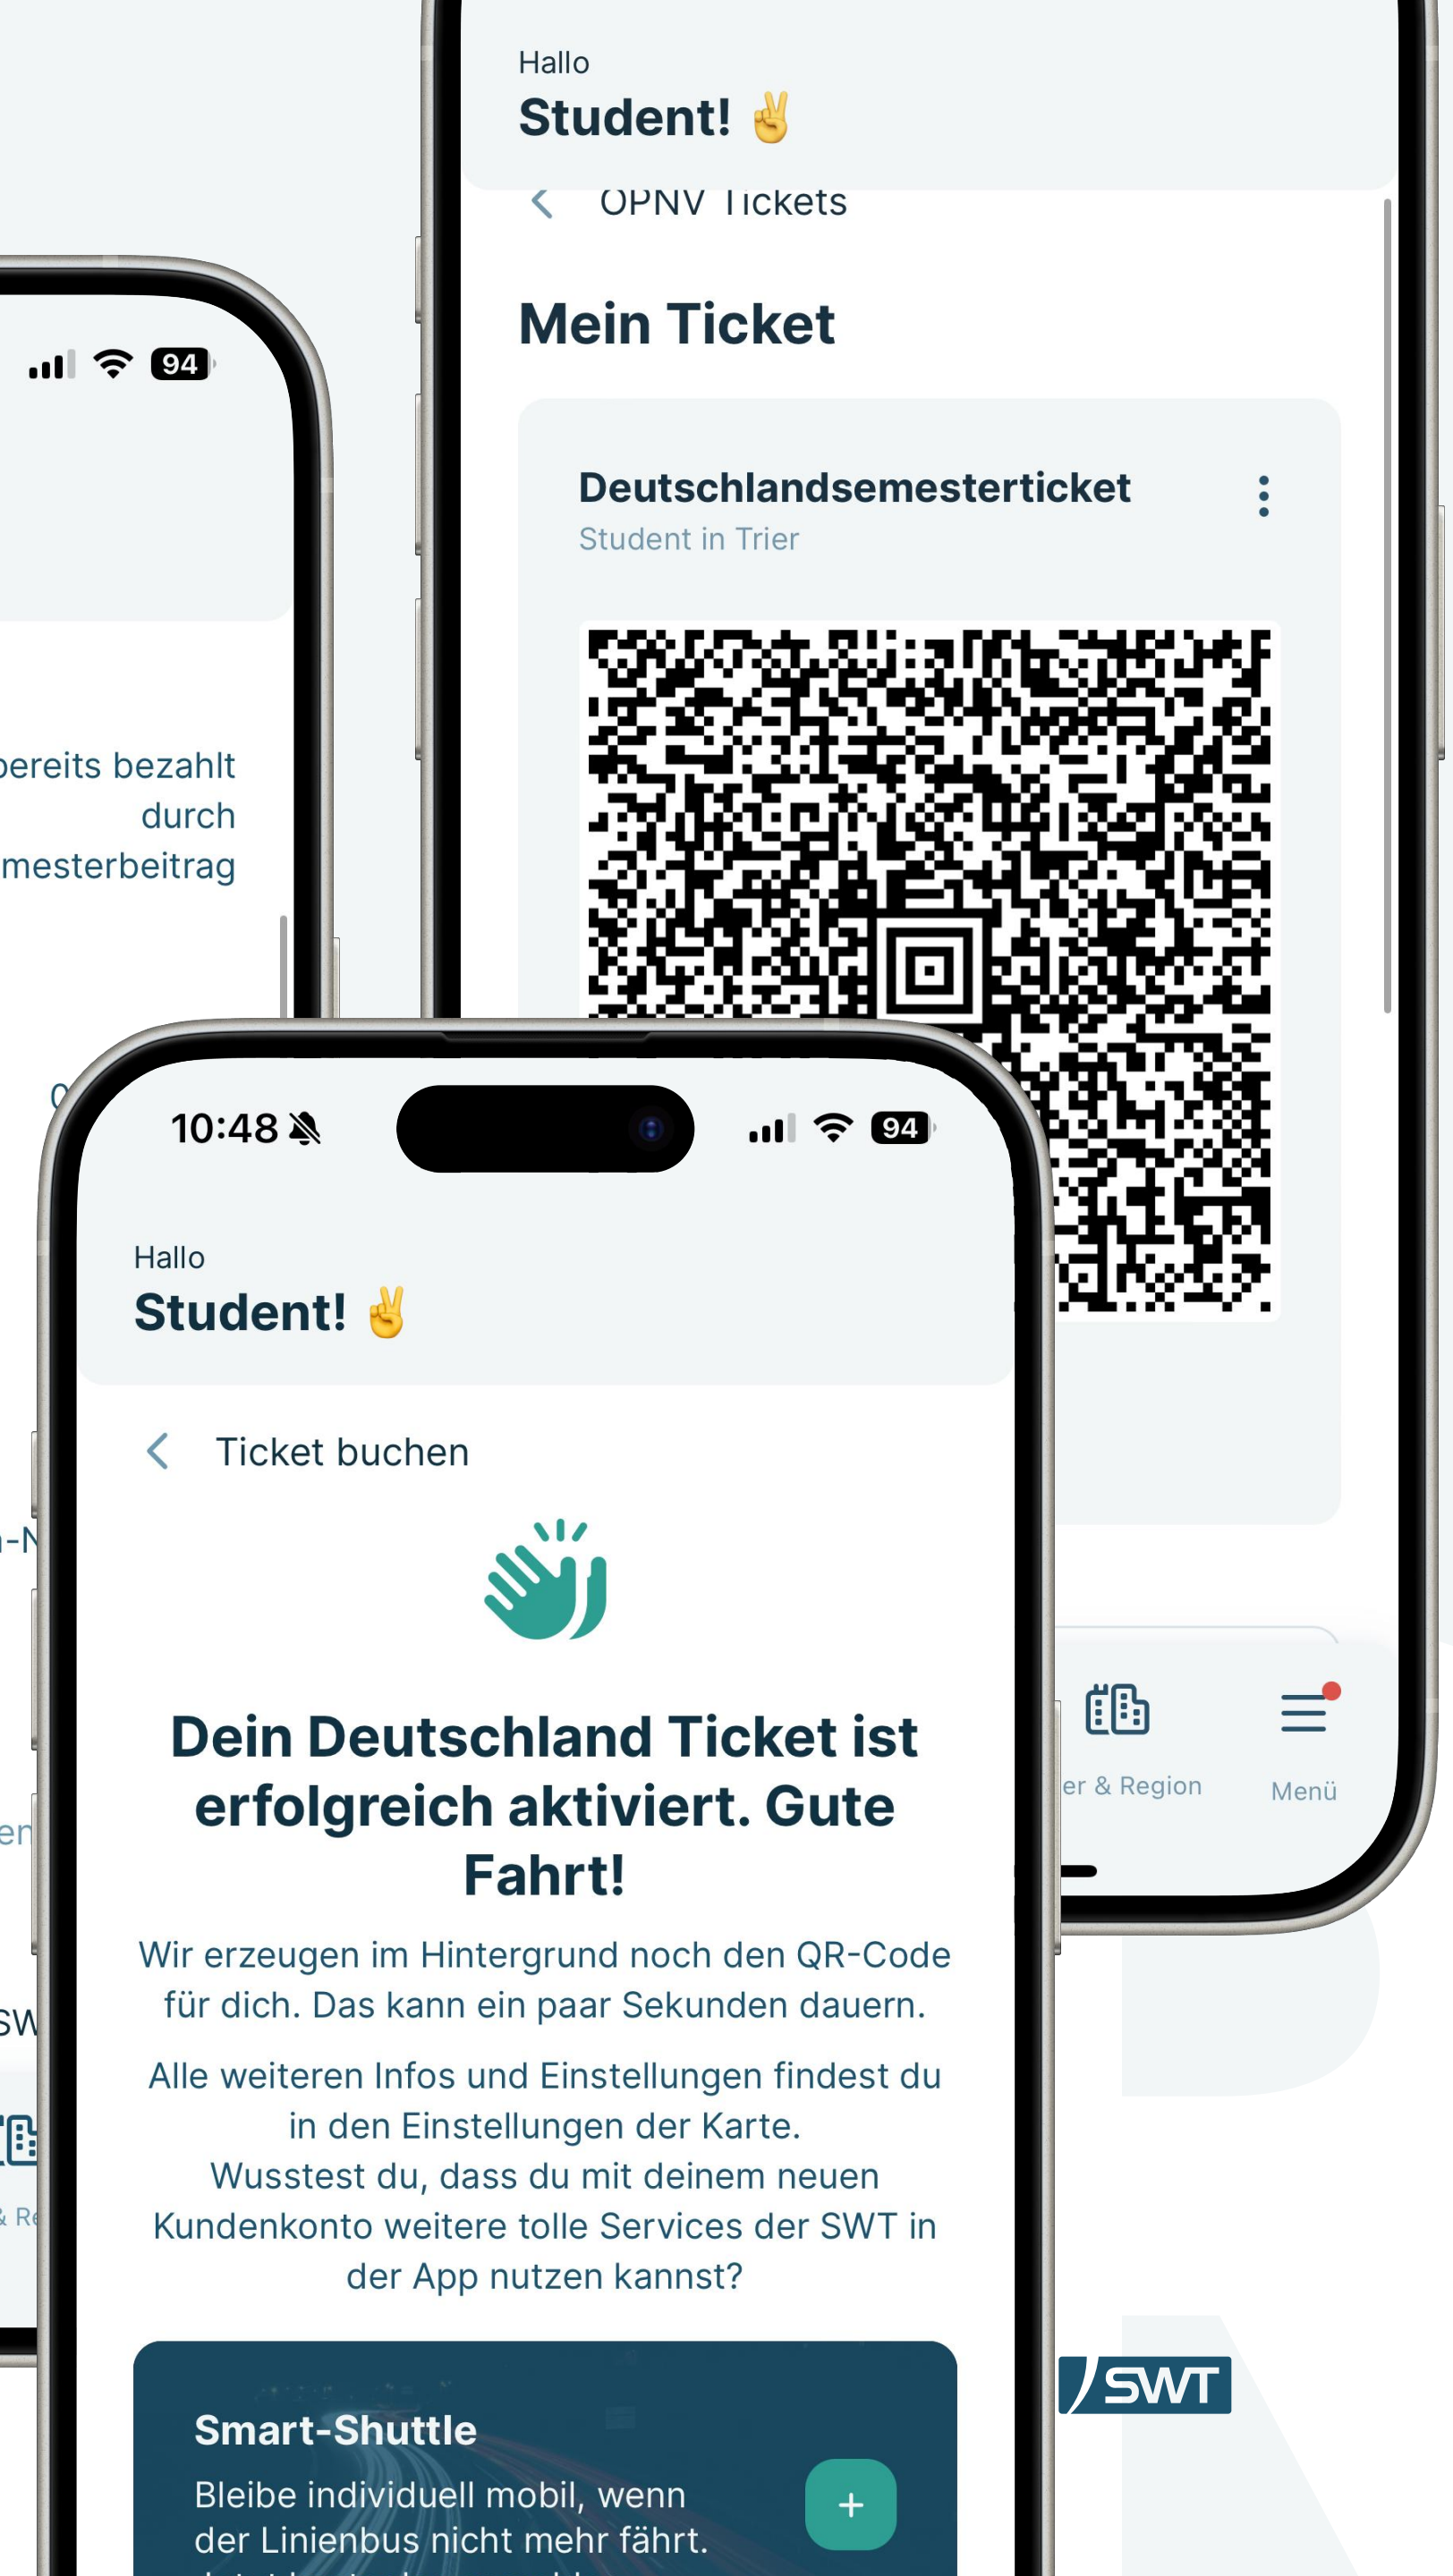 Hallo
Student! ✌️
ÖPNV Tickets
Mein Ticket
Deutschlandsemesterticket
Student in Trier
& Region
Menü
94
bezahlt
durch
10:48
94
Hallo
Student! ✌️
Ticket buchen
Dein Deutschland Ticket ist
erfolgreich aktiviert. Gute
Fahrt!
Wir erzeugen im Hintergrund noch den QR-Code
für dich. Das kann ein paar Sekunden dauern.
Alle weiteren Infos und Einstellungen findest du
in den Einstellungen der Karte.
Wusstest du, dass du mit deinem neuen
Kundenkonto weitere tolle Services der SWT in
der App nutzen kannst?
Smart-Shuttle
Bleibe individuell mobil, wenn
der Linienbus nicht mehr fährt.
SWT